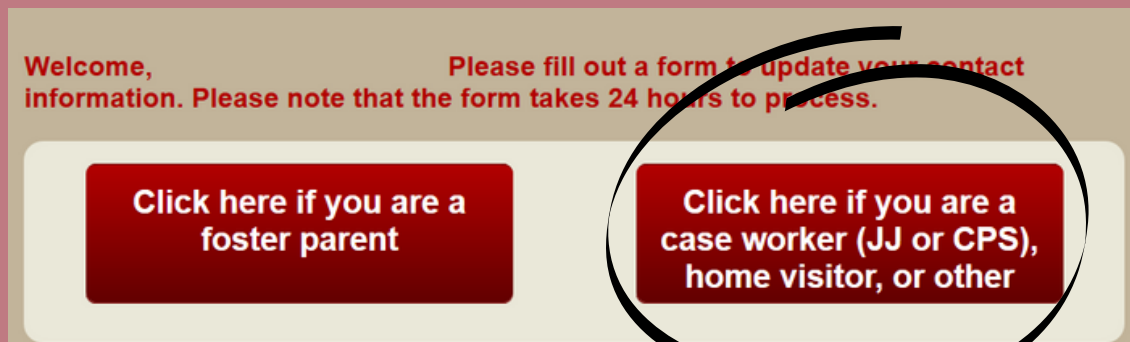 Welcome, Please fill out a form to update your contact
information. Please note that the form takes 24 hours to process.
Click here if you are a
foster parent
Click here if you are a
case worker (JJ or CPS),
home visitor, or other